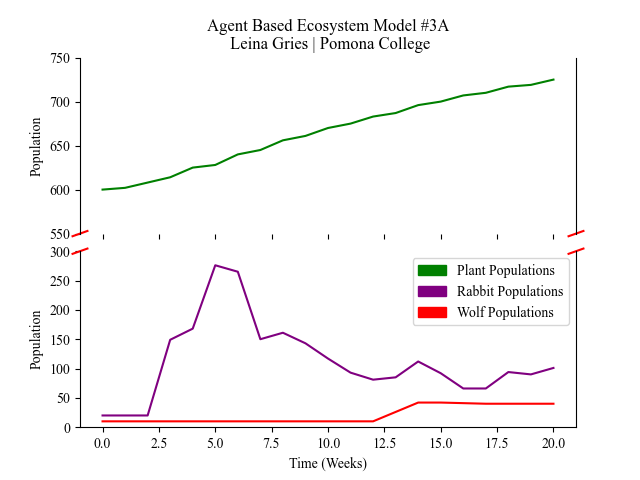 Agent Based Ecosystem Model #3A
Leina Gries | Pomona College
750
700
650
600
550
Population
300
250
200
150
100
50
0
Population
Plant Populations
Rabbit Populations
Wolf Populations
0.0 2.5 5.0 7.5 10.0 12.5 15.0 17.5 20.0
Time (Weeks)